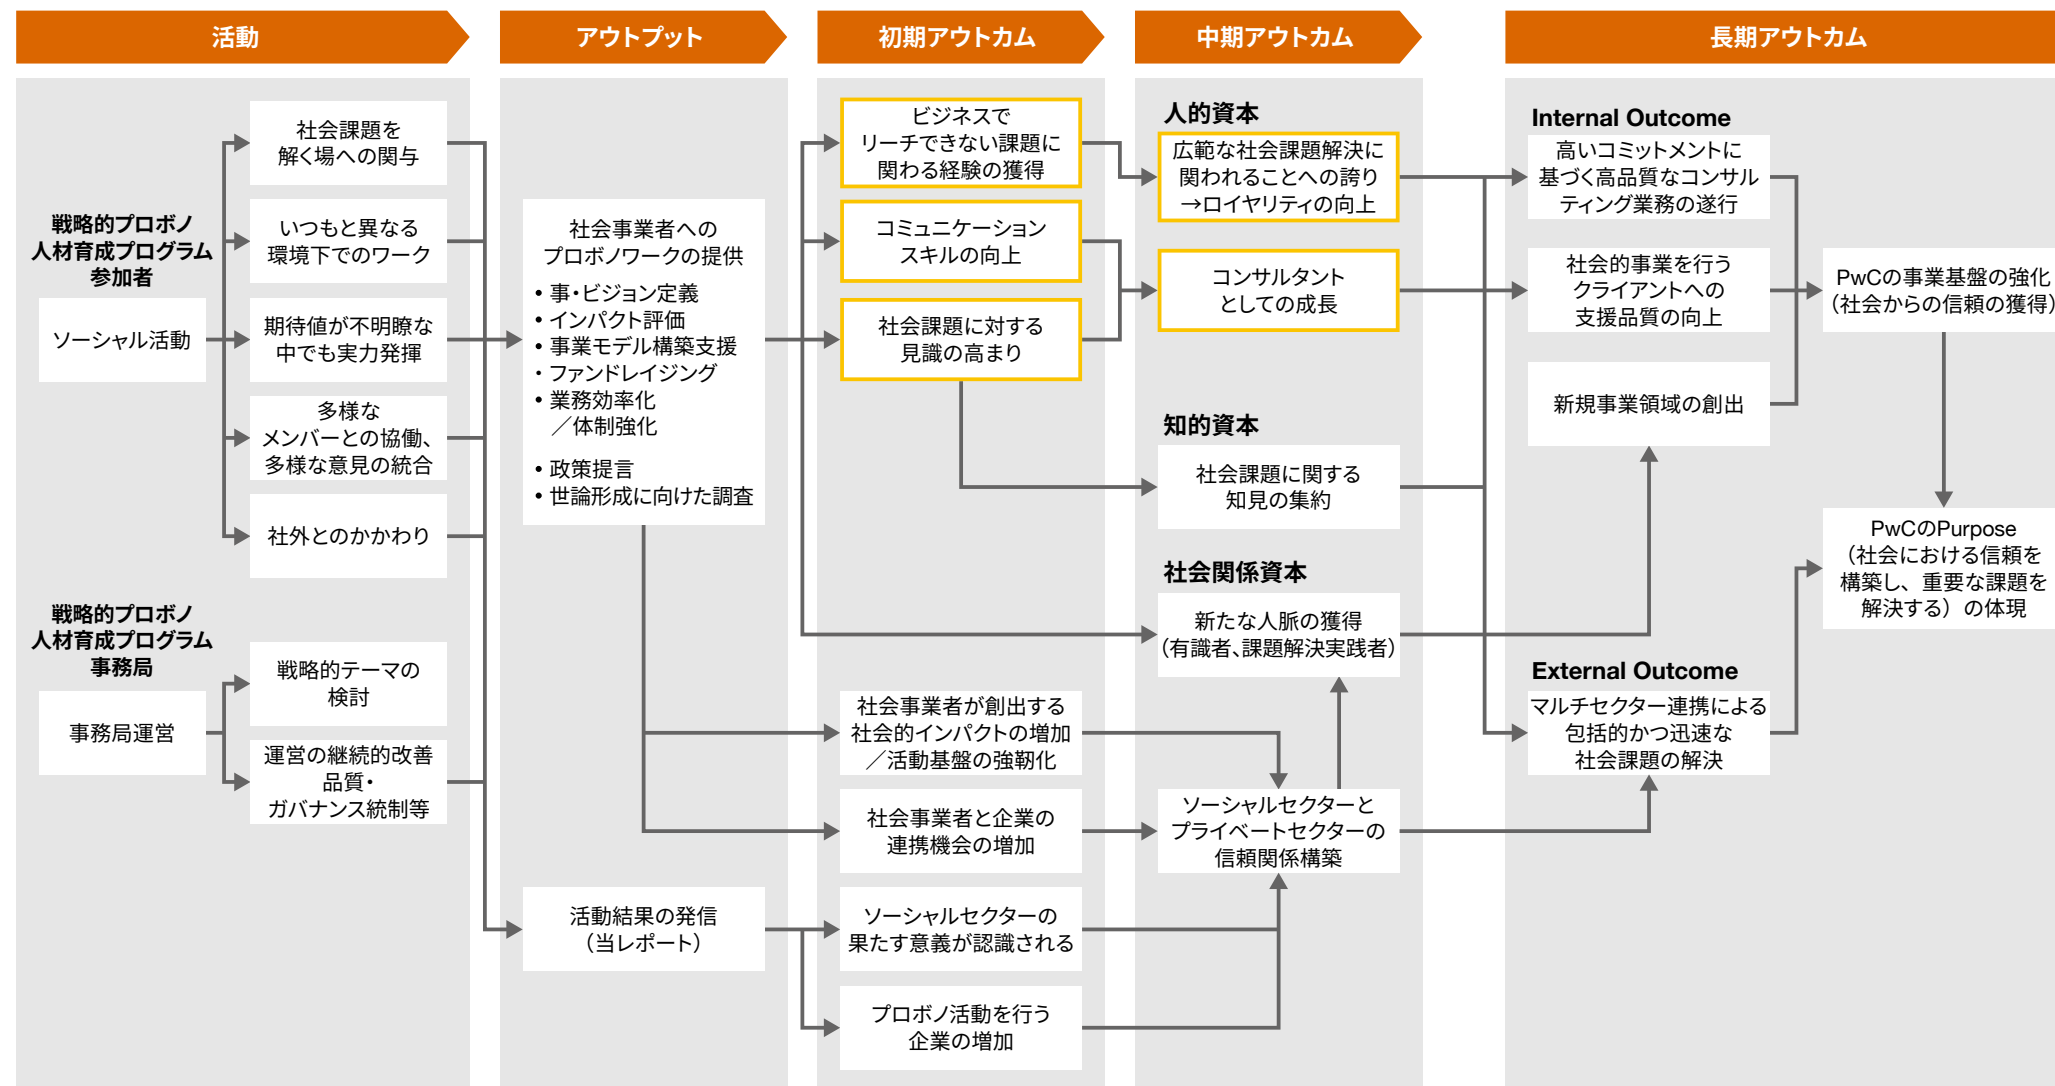 活動
アウトプット
初期アウトカム
中期アウトカム
長期アウトカム
戦略的プロボノ
人材育成プログラム
参加者
ソーシャル活動
社会課題を
解く場への関与
いつもと異なる
環境下でのワーク
期待値が不明瞭な
中でも実力発揮
多様な
メンバーとの協働、
多様な意見の統合
社外とのかかわり
戦略的プロボノ
人材育成プログラム
事務局
事務局運営
戦略的テーマの
検討
運営の継続的改善
品質・
ガバナンス統制等
社会事業者への
プロボノワークの提供
• 事・ビジョン定義
• インパクト評価
• 事業モデル構築支援
・ファンドレイジング
• 業務効率化
／体制強化
• 政策提言
• 世論形成に向けた調査
活動結果の発信
（当レポート）
ビジネスで
リーチできない課題に
関わる経験の獲得
コミュニケーション
スキルの向上
社会課題に対する
見識の高まり
社会事業者が創出する
社会的インパクトの増加
／活動基盤の強靭化
社会事業者と企業の
連携機会の増加
ソーシャルセクターの
果たす意義が認識される
プロボノ活動を行う
企業の増加
人的資本
広範な社会課題解決に
関われることへの誇り
→ロイヤリティの向上
コンサルタント
としての成長
知的資本
社会課題に関する
知見の集約
社会関係資本
新たな人脈の獲得
（有識者、課題解決実践者）
ソーシャルセクターと
プライベートセクターの
信頼関係構築
Internal Outcome
高いコミットメントに
基づく高品質なコンサル
ティング業務の遂行
社会的事業を行う
クライアントへの
支援品質の向上
新規事業領域の創出
External Outcome
マルチセクター連携による
包括的かつ迅速な
社会課題の解決
PwCの事業基盤の強化
（社会からの信頼の獲得）
PwCのPurpose
（社会における信頼を
構築し、重要な課題を
解決する）の体現